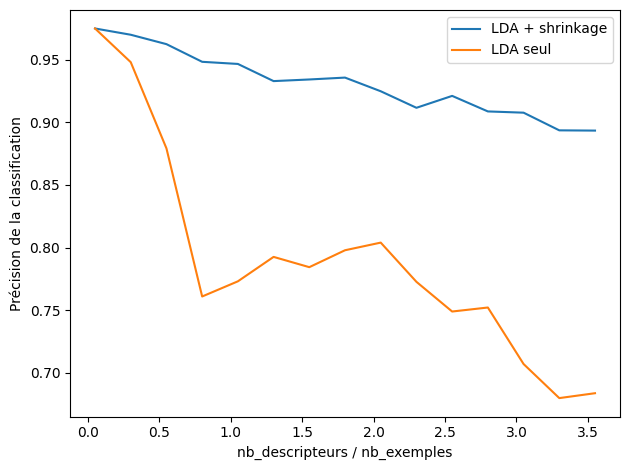 LDA + shrinkage
LDA seul
Précision de la classification
0.95
0.90
0.85
0.80
0.75
0.70
0.0 0.5 1.0 1.5 2.0 2.5 3.0 3.5
nb_descripteurs / nb_exemples